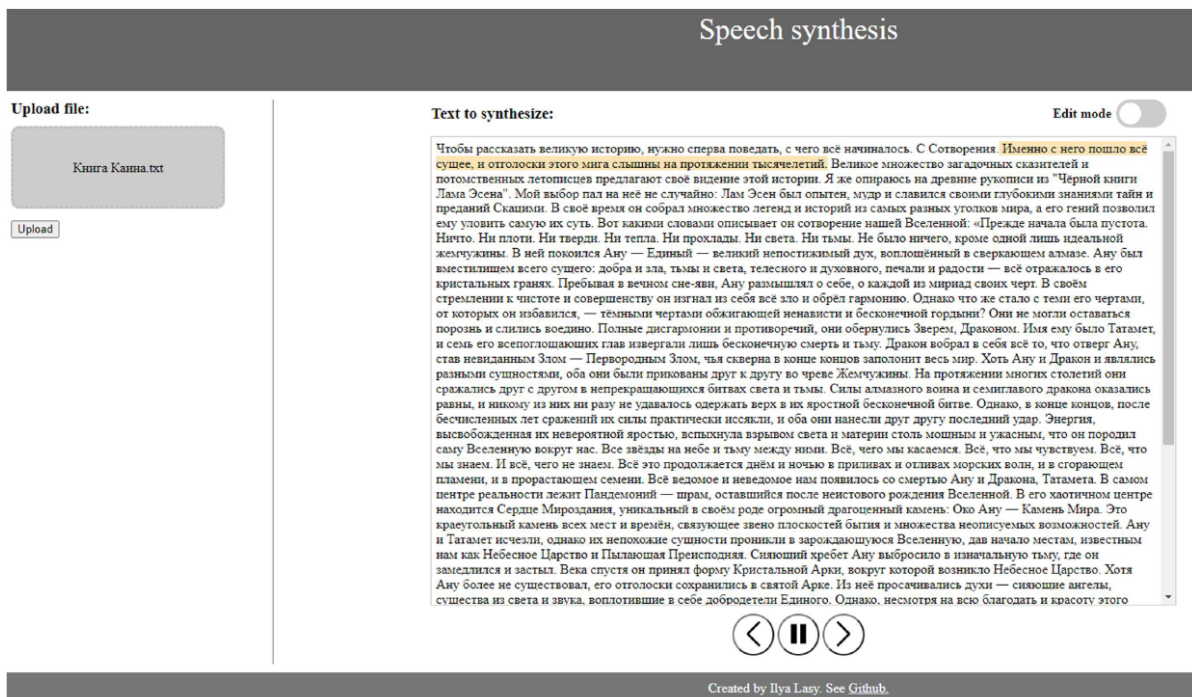 Speech synthesis
Upload file:
Книга Каина.txt
Upload
Text to synthesize:
Edit mode
Чтобы рассказать великую историю, нужно сперва поведать, с чего всё начиналось. С Сотворения. Именно с него пошло всё
сущее, и отголоски этого мига слышны на протяжении тысячелетий. Великое множество загадочных сказителей и
потомственных летописцев предлагают своё видение этой истории. Я же опираюсь на древние рукописи из "Чёрной книги
Лама Эсена". Мой выбор пал на неё не случайно: Лам Эсен был опытен, мудр и славился своими глубокими знаниями тайн и
преданий Скацими. В своё время он собрал множество легенд и историй из самых разных уголков мира, а его гений позволил
ему уловить самую их суть. Вот какими словами описывает он сотворение нашей Вселенной: «Прежде начала была пустота.
Ничто. Ни плоти. Ни тверди. Ни тепла. Ни прохлады. Ни света. Ни тьмы. Не было ничего, кроме одной лишь идеальной
жемчужины. В ней покоился Ану — Единый — великий непостижимый дух, воплощённый в сверкающем алмазе. Ану был
вместилищем всего сущего: добра и зла, тьмы и света, телесного и духовного, печали и радости — всё отражалось в его
кристальных гранях. Пребывая в вечном сне-яви, Ану размышлял о себе, о каждой из мириад своих черт. В своём
стремлении к чистоте и совершенству он изгнал из себя всё зло и обрёл гармонию. Однако что же стало с теми его чертами,
от которых он избавился, — тёмными чертами обжигающей ненависти и бесконечной гордыни? Они не могли оставаться
порознь и слились воедино. Полные дисгармонии и противоречий, они обернулись Зверем, Драконом. Имя ему было Татамет,
и семь его всепоглощающих глав извергали лишь бесконечную смерть и тьму. Дракон вобрал в себя всё то, что отверг Ану,
став невиданным Злом — Первородным Злом, чья скверна в конце концов заполонит весь мир. Хоть Ану и Дракон и являлись
разными сущностями, оба они были прикованы друг к другу во чреве Жемчужины. На протяжении многих столетий они
сражались друг с другом в непрекращающихся битвах света и тьмы. Силы алмазного воина и семиглавого дракона оказались
равны, и никому из них ни разу не удавалось одержать верх в их яростной бесконечной битве. Однако, в конце концов, после
бесчисленных лет сражений их силы практически иссякли, и оба они нанесли друг другу последний удар. Энергия,
высвобожденная их невероятной яростью, вспыхнула взрывом света и материи столь мощным и ужасным, что он породил
саму Вселенную вокруг нас. Все звёзды на небе и тьму между ними. Всё, чего мы касаемся. Всё, что мы чувствуем. Всё, что
мы знаем. И всё, чего не знаем. Всё это продолжается днём и ночью в приливах и отливах морских волн, и в сгорающем
пламени, и в прорастающем семени. Всё ведомое и неведомое нам появилось со смертью Ану и Дракона, Татамета. В самом
центре реальности лежит Пандемоний — шрам, оставшийся после неистового рождения Вселенной. В его хаотичном центре
находится Сердце Мироздания, уникальный в своём роде огромный драгоценный камень: Око Ану — Камень Мира. Это
краеугольный камень всех мест и времён, связующее звено плоскостей бытия и множества неописуемых возможностей. Ану
и Татамет исчезли, однако их непохожие сущности проникли в зарождающуюся Вселенную, дав начало местам, известным
нам как Небесное Царство и Пылающая Преисподняя. Сияющий хребет Ану выбросило в изначальную тьму, где он
замедлился и застыл. Века спустя он принял форму Кристальной Арки, вокруг которой возникло Небесное Царство. Хотя
Ану более не существовал, его отголоски сохранились в святой Арке. Из неё просачивались духи — сияющие ангелы,
существа из света и звука, воплотившие в себе добродетели Единого. Однако, несмотря на всю благодать и красоту этого
Created by Ilya Lasy. See Github.